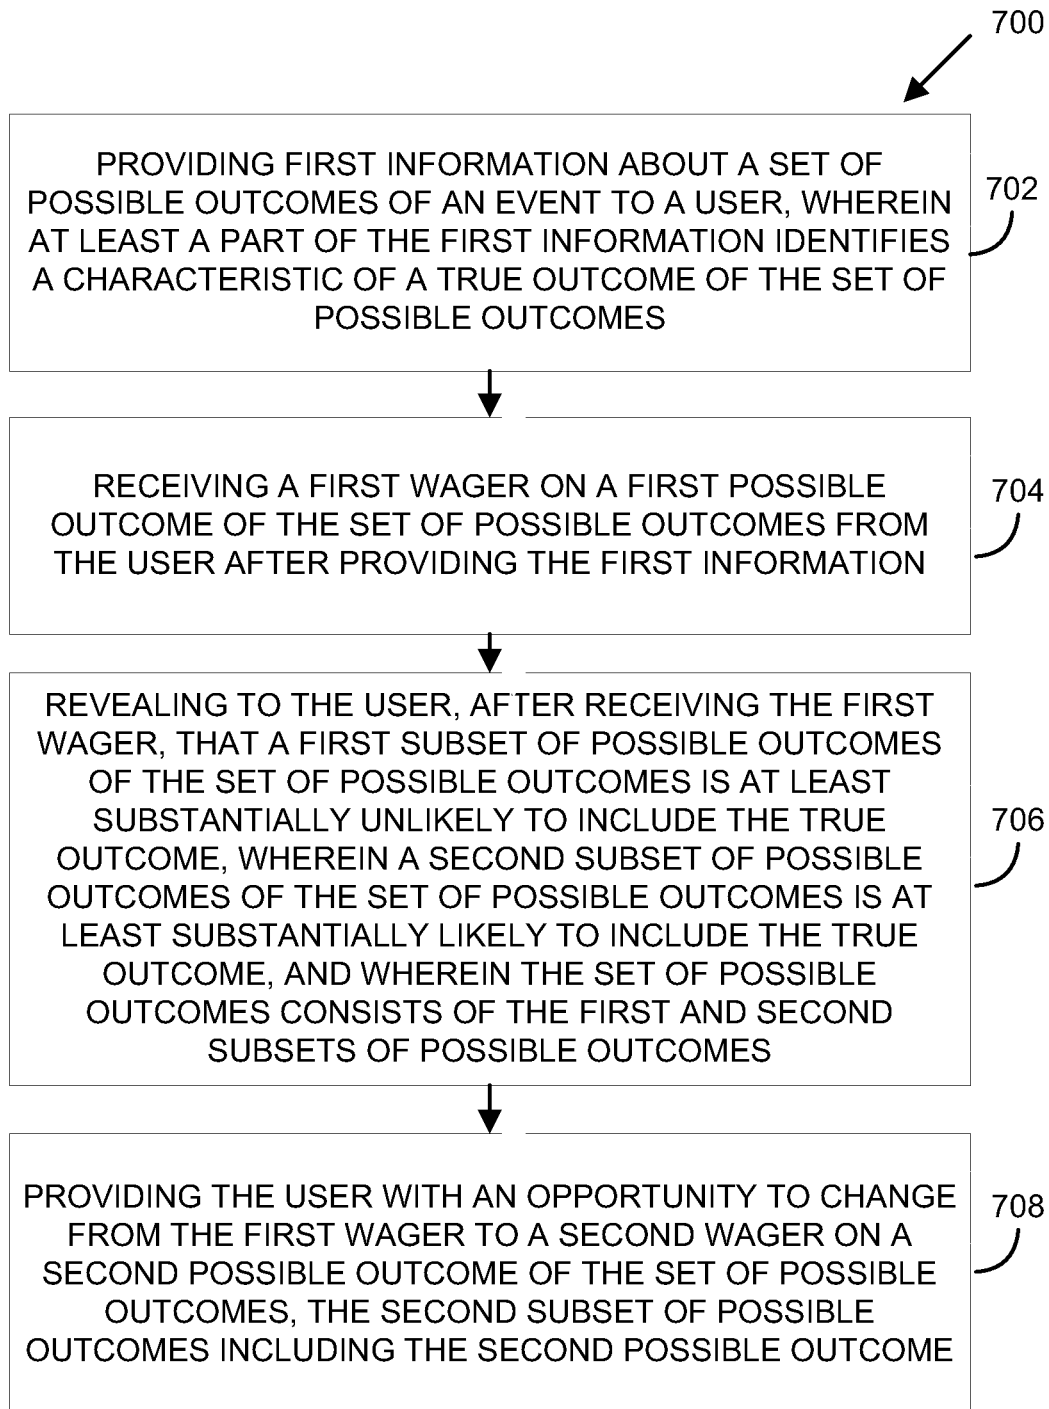 700
PROVIDING FIRST INFORMATION ABOUT A SET OF
POSSIBLE OUTCOMES OF AN EVENT TO A USER, WHEREIN
AT LEAST A PART OF THE FIRST INFORMATION IDENTIFIES
A CHARACTERISTIC OF A TRUE OUTCOME OF THE SET OF
POSSIBLE OUTCOMES
702
RECEIVING A FIRST WAGER ON A FIRST POSSIBLE
OUTCOME OF THE SET OF POSSIBLE OUTCOMES FROM
THE USER AFTER PROVIDING THE FIRST INFORMATION
704
REVEALING TO THE USER, AFTER RECEIVING THE FIRST
WAGER, THAT A FIRST SUBSET OF POSSIBLE OUTCOMES
OF THE SET OF POSSIBLE OUTCOMES IS AT LEAST
SUBSTANTIALLY UNLIKELY TO INCLUDE THE TRUE
OUTCOME, WHEREIN A SECOND SUBSET OF POSSIBLE
OUTCOMES OF THE SET OF POSSIBLE OUTCOMES IS AT
LEAST SUBSTANTIALLY LIKELY TO INCLUDE THE TRUE
OUTCOME, AND WHEREIN THE SET OF POSSIBLE
OUTCOMES CONSISTS OF THE FIRST AND SECOND
SUBSETS OF POSSIBLE OUTCOMES
706
PROVIDING THE USER WITH AN OPPORTUNITY TO CHANGE
FROM THE FIRST WAGER TO A SECOND WAGER ON A
SECOND POSSIBLE OUTCOME OF THE SET OF POSSIBLE
OUTCOMES, THE SECOND SUBSET OF POSSIBLE
OUTCOMES INCLUDING THE SECOND POSSIBLE OUTCOME
708